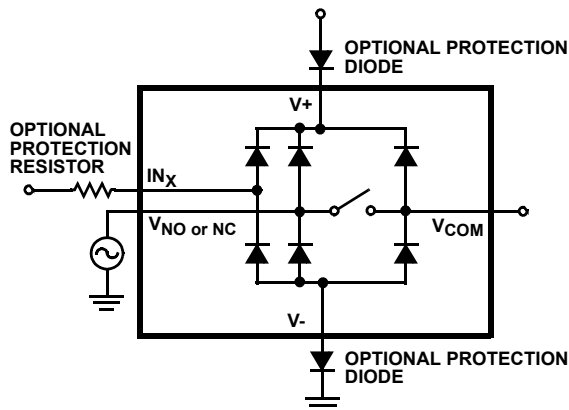 OPTIONAL PROTECTION
DIODE
V+
OPTIONAL
PROTECTION
RESISTOR
INX
VNO or NC
VCOM
V-
OPTIONAL PROTECTION
DIODE